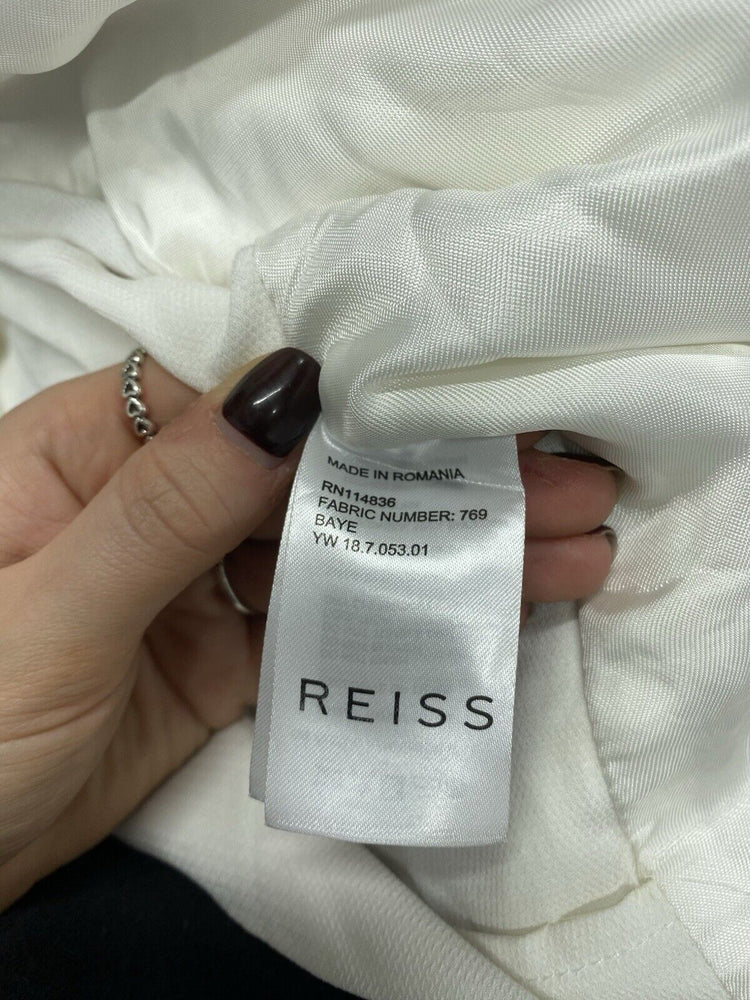 MADE IN ROMANIA
RN114836
FABRIC NUMBER: 769
BAYE
YW 18.7.053.01
REISS